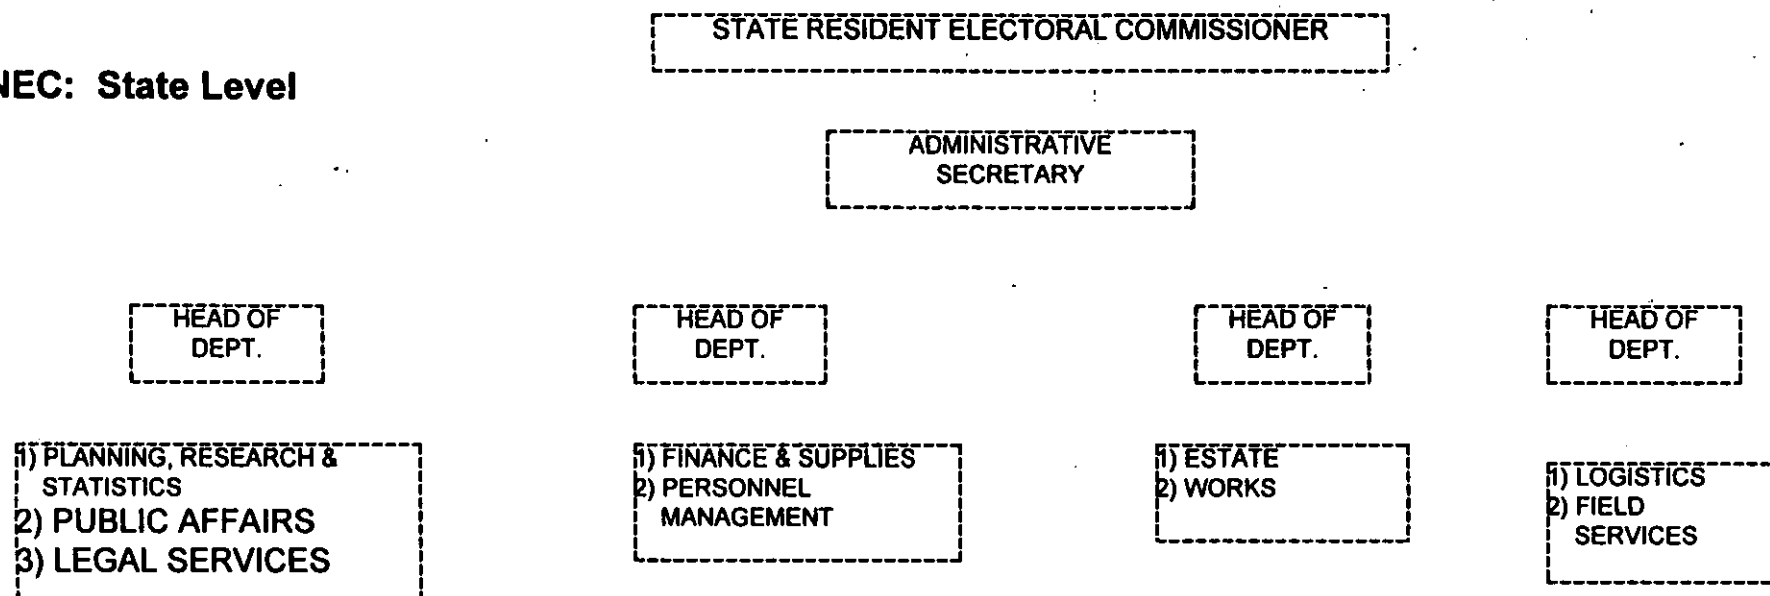 STATE RESIDENT ELECTORAL COMMISSIONER
NEC: State Level
ADMINISTRATIVE
SECRETARY
HEAD OF
DEPT.
HEAD OF
DEPT.
HEAD OF
DEPT.
HEAD OF
DEPT.
1) PLANNING, RESEARCH &
STATISTICS
2) PUBLIC AFFAIRS
3) LEGAL SERVICES
1) FINANCE & SUPPLIES
2) PERSONNEL
MANAGEMENT
1) ESTATE
2) WORKS
1) LOGISTICS
2) FIELD
SERVICES